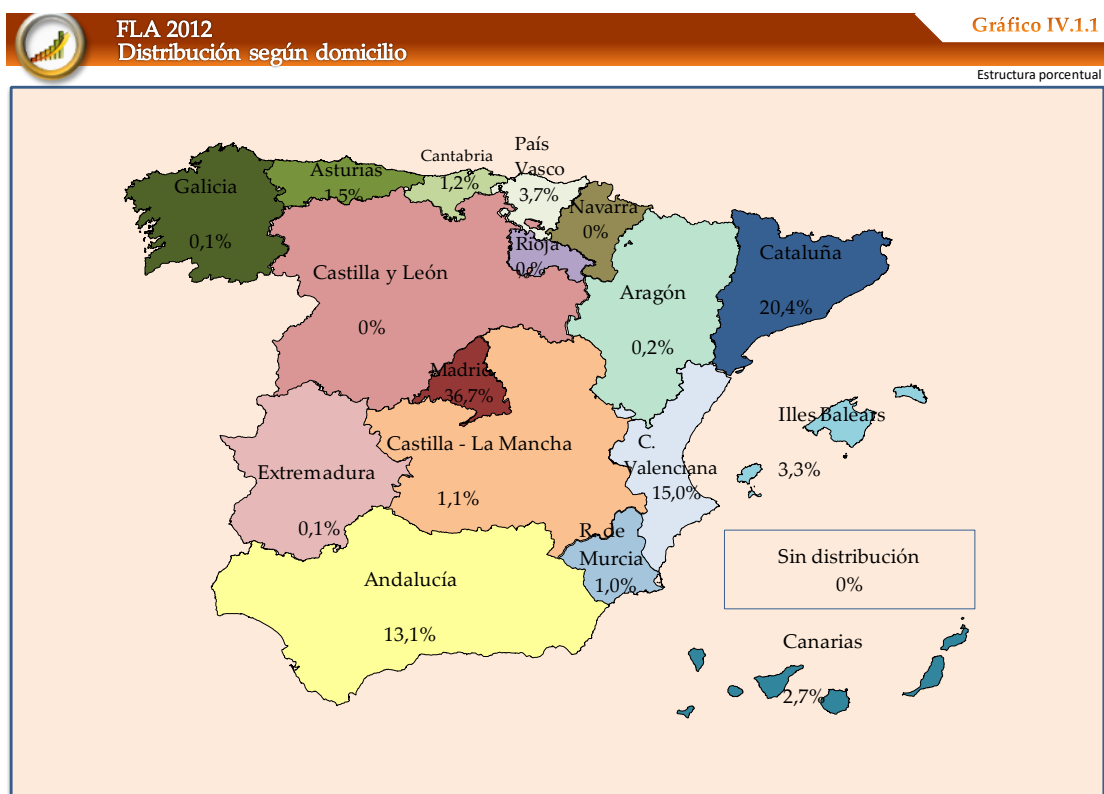 FLA 2012
Distribución según domicilio
Gráfico IV.1.1
Estructura porcentual
Galicia
0,1%
Asturias
1,5%
Cantabria
1,2%
País
Vasco
3,7%
Navarra
0%
Rioja
Castilla y León
0%
Aragón
0,2%
Cataluña
20,4%
Madrid
36,7%
Castilla - La Mancha
1,1%
C.
Valenciana
15,0%
Illes Balears
3,3%
Extremadura
0,1%
R. de
Murcia
1,0%
Andalucía
13,1%
Sin distribución
0%
Canarias
2,7%